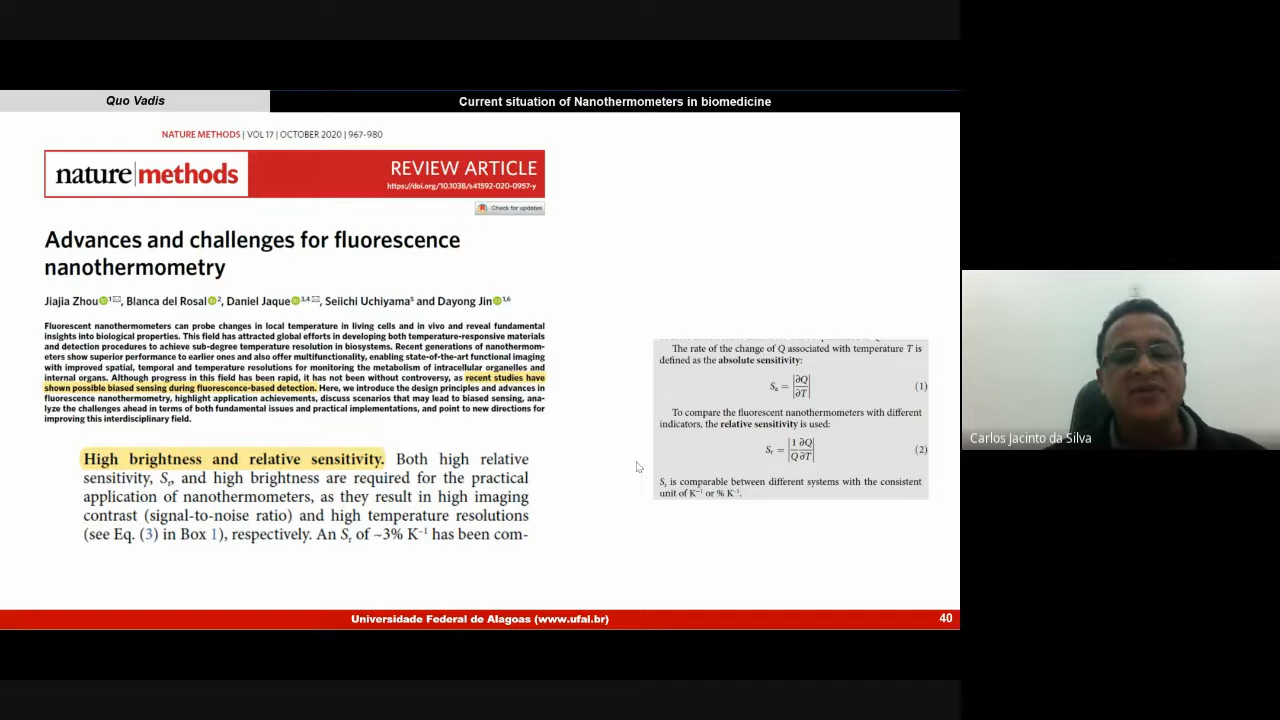 Quo Vadis
Current situation of Nanothermometers in biomedicine
NATURE METHODS | VOL 17 | OCTOBER 2020 | 967-980
nature methods
REVIEW ARTICLE
https://doi.org/10.1038/s41592-020-0957-y
Check for updates
Advances and challenges for fluorescence
nanothermometry
Jiajia Zhou 1, Blanca del Rosal 2, Daniel Jaque 3,4, Seiichi Uchiyama5 and Dayong Jin 1,6
Fluorescent nanothermometers can probe changes in local temperature in living cells and in vivo and reveal fundamental
insights into biological properties. This field has attracted global efforts in developing both temperature-responsive materials
and detection procedures to achieve sub-degree temperature resolution in biosystems. Recent generations of nanothermom-
eters show superior performance to earlier ones and also offer multifunctionality, enabling state-of-the-art functional imaging
with improved spatial, temporal and temperature resolutions for monitoring the metabolism of intracellular organelles and
internal organs. Although progress in this field has been rapid, it has not been without controversy, as recent studies have
shown possible biased sensing during fluorescence-based detection. Here, we introduce the design principles and advances in
fluorescence nanothermometry, highlight application achievements, discuss scenarios that may lead to biased sensing, ana-
lyze the challenges ahead in terms of both fundamental issues and practical implementations, and point to new directions for
improving this interdisciplinary field.
High brightness and relative sensitivity. Both high relative
sensitivity, Sr, and high brightness are required for the practical
application of nanothermometers, as they result in high imaging
contrast (signal-to-noise ratio) and high temperature resolutions
(see Eq. (3) in Box 1), respectively. An Sr of ~3% K−1 has been com-
The rate of the change of Q associated with temperature T is
defined as the absolute sensitivity:
Sa = |∂Q/∂T| (1)
To compare the fluorescent nanothermometers with different
indicators, the relative sensitivity is used:
Sr = |1/Q ∂Q/∂T| (2)
Sr is comparable between different systems with the consistent
unit of K−1 or % K−1.
Carlos Jacinto da Silva
Universidade Federal de Alagoas (www.ufal.br)
40